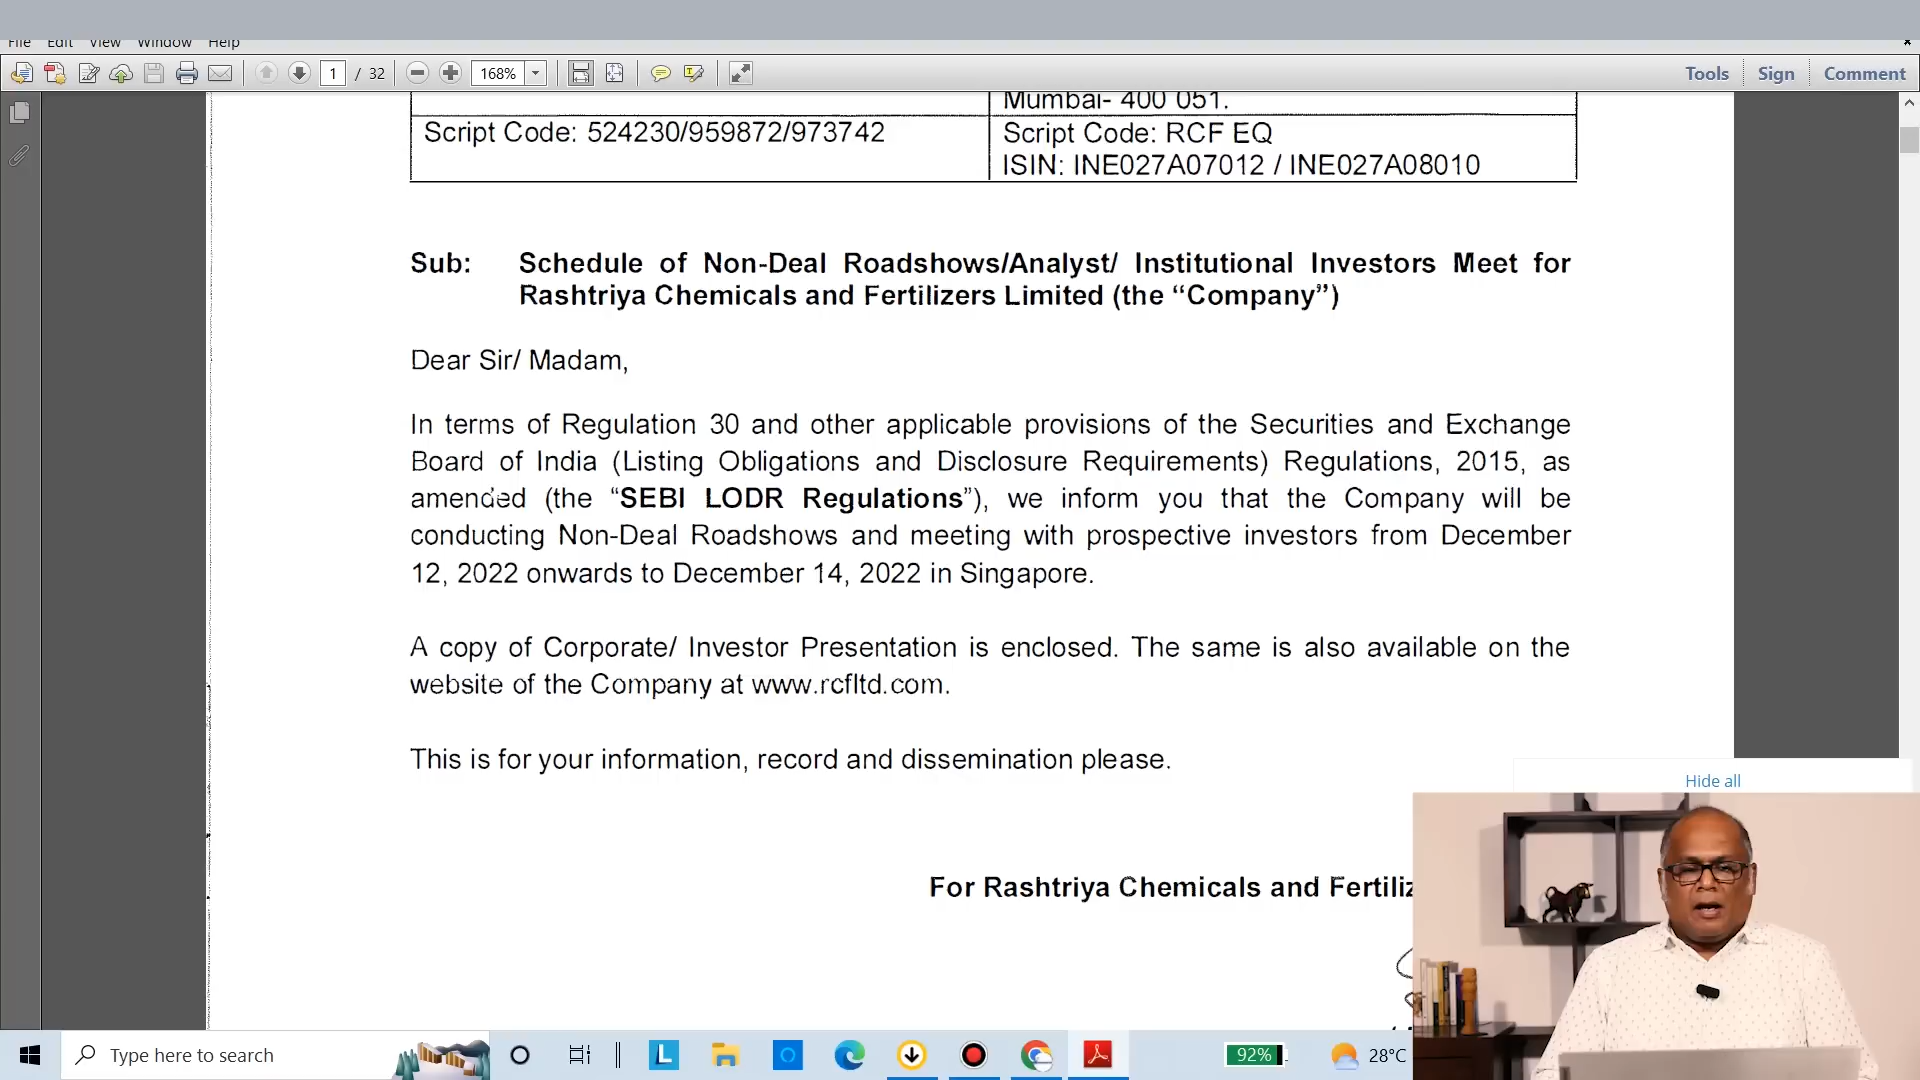 File Edit View Window Help
1 / 32 168% Tools Sign Comment
Mumbai- 400 051.
Script Code: 524230/959872/973742
Script Code: RCF EQ
ISIN: INE027A07012 / INE027A08010
Sub: Schedule of Non-Deal Roadshows/Analyst/ Institutional Investors Meet for
Rashtriya Chemicals and Fertilizers Limited (the “Company”)
Dear Sir/ Madam,
In terms of Regulation 30 and other applicable provisions of the Securities and Exchange
Board of India (Listing Obligations and Disclosure Requirements) Regulations, 2015, as
amended (the “SEBI LODR Regulations”), we inform you that the Company will be
conducting Non-Deal Roadshows and meeting with prospective investors from December
12, 2022 onwards to December 14, 2022 in Singapore.
A copy of Corporate/ Investor Presentation is enclosed. The same is also available on the
website of the Company at www.rcfltd.com.
This is for your information, record and dissemination please.
Hide all
For Rashtriya Chemicals and Fertiliz
Type here to search
L
92%
28°C